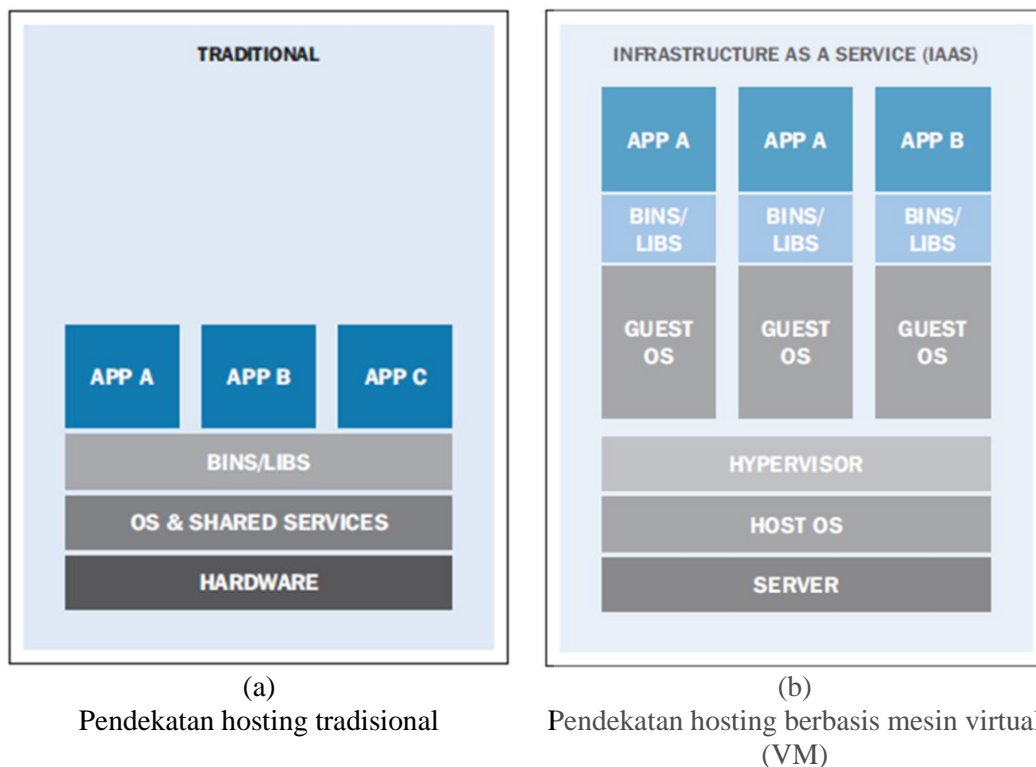 TRADITIONAL
APP A
APP B
APP C
BINS/LIBS
OS & SHARED SERVICES
HARDWARE
(a)
Pendekatan hosting tradisional
INFRASTRUCTURE AS A SERVICE (IAAS)
APP A
APP A
APP B
BINS/
LIBS
BINS/
LIBS
BINS/
LIBS
GUEST
OS
GUEST
OS
GUEST
OS
HYPERVISOR
HOST OS
SERVER
(b)
Pendekatan hosting berbasis mesin virtual
(VM)